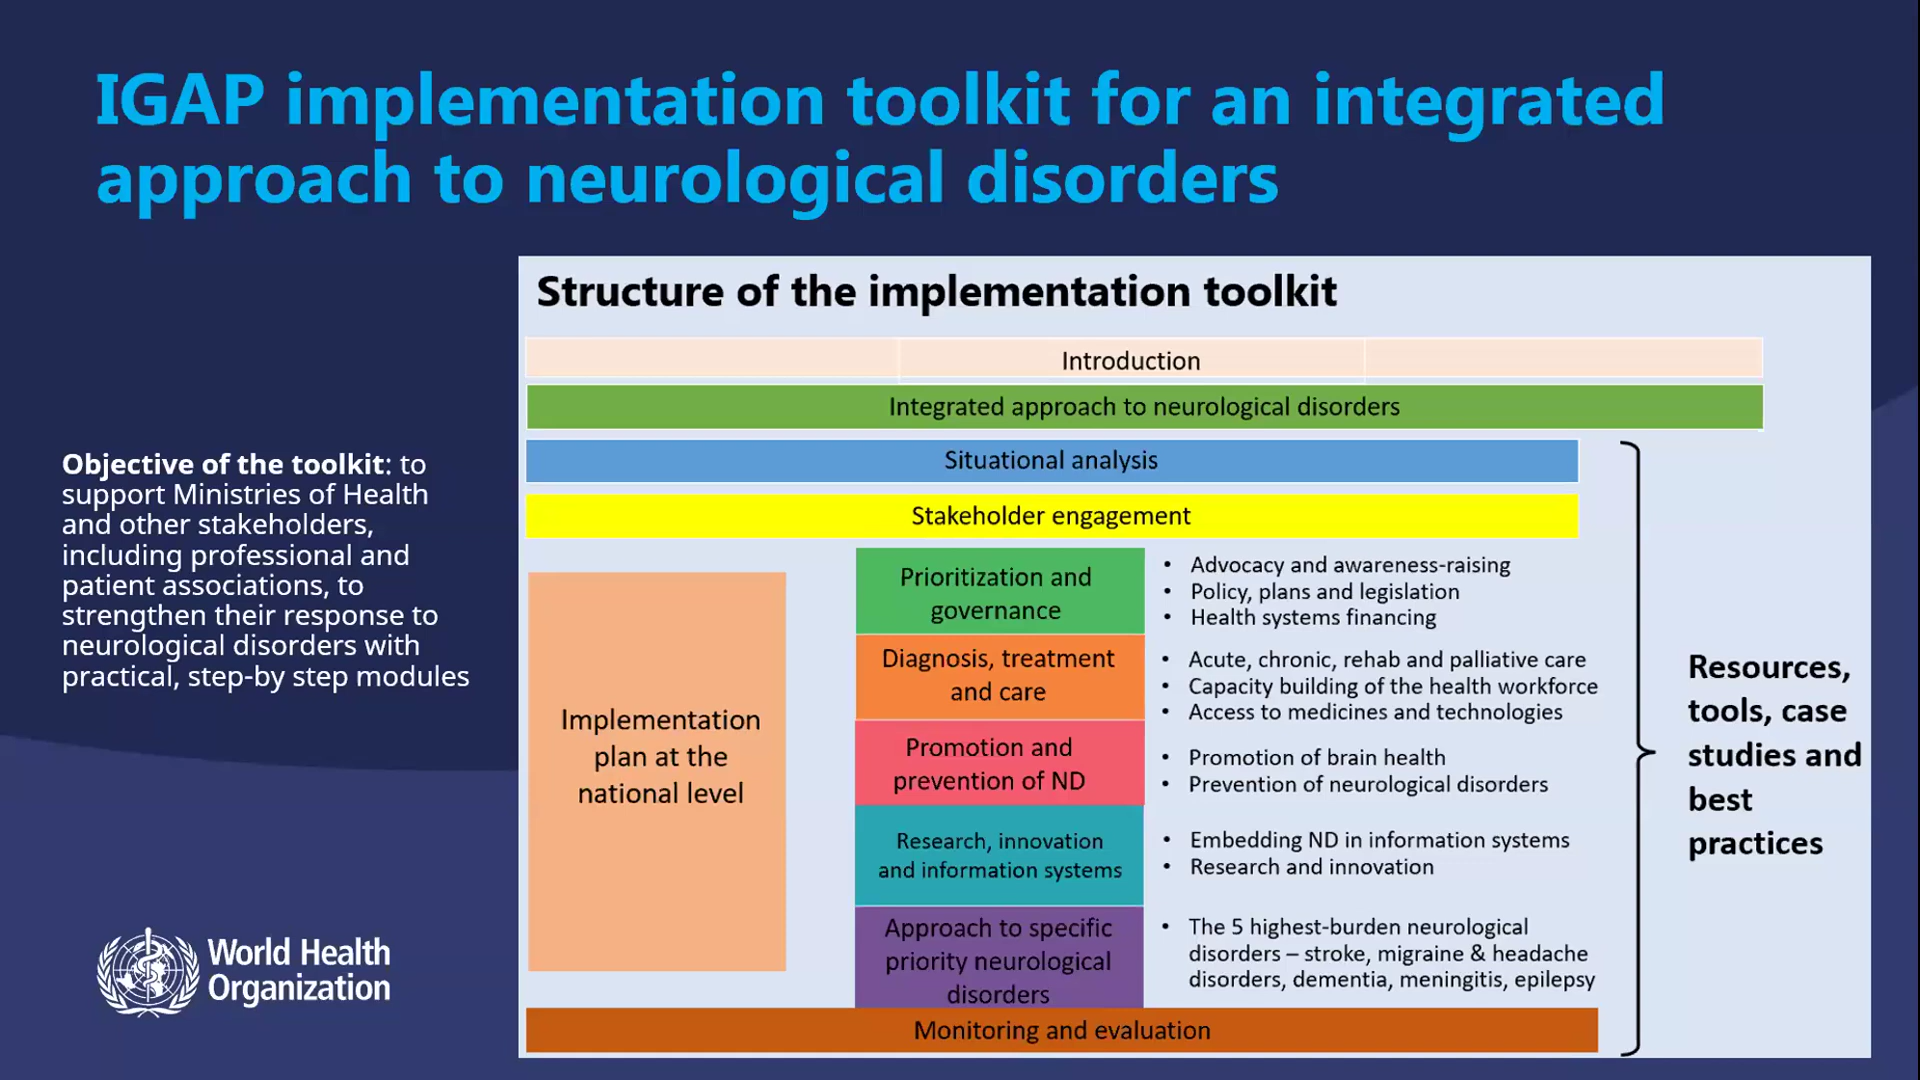 IGAP implementation toolkit for an integrated
approach to neurological disorders
Objective of the toolkit: to
support Ministries of Health
and other stakeholders,
including professional and
patient associations, to
strengthen their response to
neurological disorders with
practical, step-by step modules
World Health
Organization
Structure of the implementation toolkit
Introduction
Integrated approach to neurological disorders
Situational analysis
Stakeholder engagement
Implementation
plan at the
national level
Prioritization and
governance
• Advocacy and awareness-raising
• Policy, plans and legislation
• Health systems financing
Diagnosis, treatment
and care
• Acute, chronic, rehab and palliative care
• Capacity building of the health workforce
• Access to medicines and technologies
Promotion and
prevention of ND
• Promotion of brain health
• Prevention of neurological disorders
Research, innovation
and information systems
• Embedding ND in information systems
• Research and innovation
Approach to specific
priority neurological
disorders
• The 5 highest-burden neurological
disorders – stroke, migraine & headache
disorders, dementia, meningitis, epilepsy
Monitoring and evaluation
Resources,
tools, case
studies and
best
practices